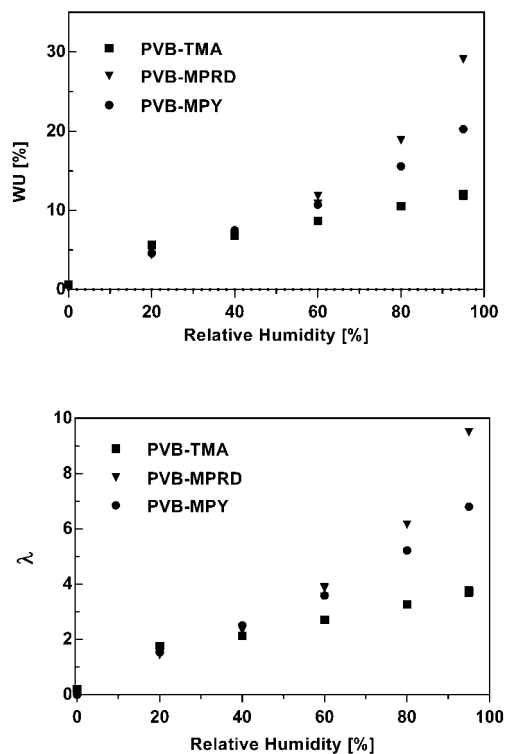 PVB-TMA
PVB-MPRD
PVB-MPY
WU [%]
30
20
10
0
0 20 40 60 80 100
Relative Humidity [%]
PVB-TMA
PVB-MPRD
PVB-MPY
λ
10
8
6
4
2
0
0 20 40 60 80 100
Relative Humidity [%]